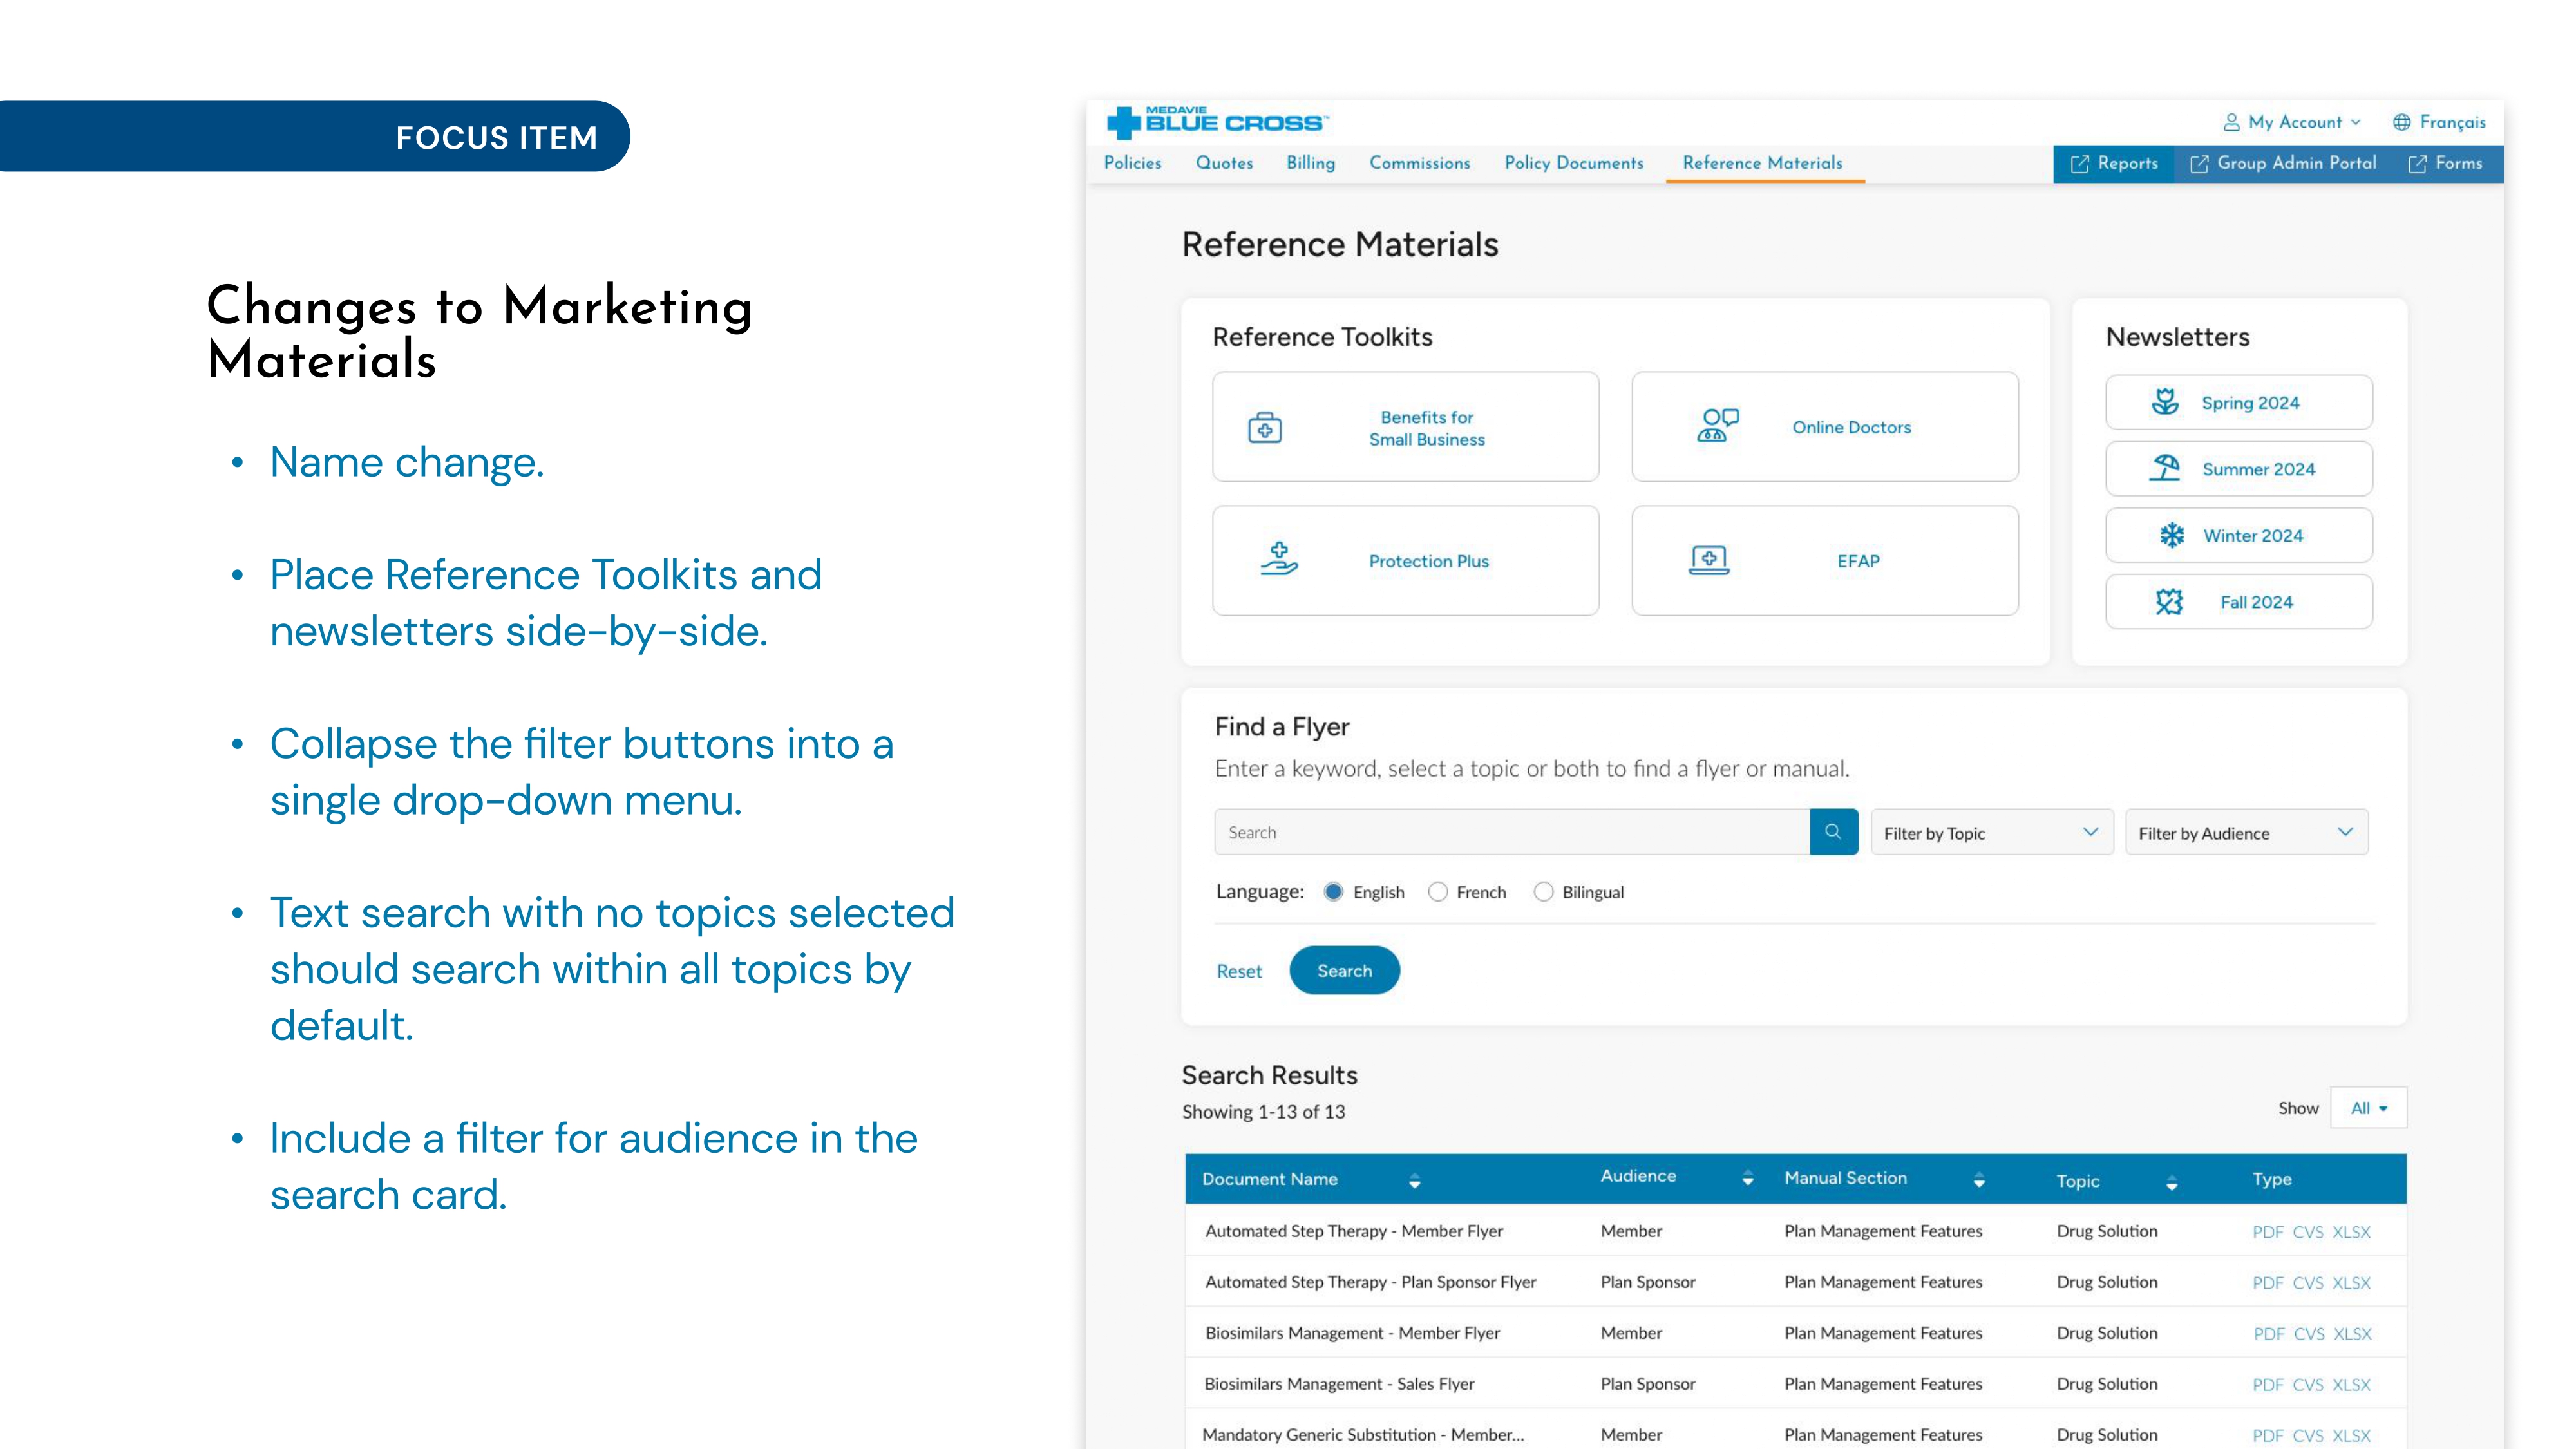 FOCUS ITEM
Changes to Marketing
Materials
• Name change.
• Place Reference Toolkits and
newsletters side-by-side.
• Collapse the filter buttons into a
single drop-down menu.
• Text search with no topics selected
should search within all topics by
default.
• Include a filter for audience in the
search card.
MEDAVIE
BLUE CROSS™
My Account
Français
Policies Quotes Billing Commissions Policy Documents Reference Materials Reports Group Admin Portal Forms
Reference Materials
Reference Toolkits
Benefits for
Small Business
Online Doctors
Protection Plus
EFAP
Newsletters
Spring 2024
Summer 2024
Winter 2024
Fall 2024
Find a Flyer
Enter a keyword, select a topic or both to find a flyer or manual.
Search Filter by Topic Filter by Audience
Language: English French Bilingual
Reset Search
Search Results
Showing 1-13 of 13
Show All
Document Name Audience Manual Section Topic Type
Automated Step Therapy - Member Flyer Member Plan Management Features Drug Solution PDF CVS XLSX
Automated Step Therapy - Plan Sponsor Flyer Plan Sponsor Plan Management Features Drug Solution PDF CVS XLSX
Biosimilars Management - Member Flyer Member Plan Management Features Drug Solution PDF CVS XLSX
Biosimilars Management - Sales Flyer Plan Sponsor Plan Management Features Drug Solution PDF CVS XLSX
Mandatory Generic Substitution - Member... Member Plan Management Features Drug Solution PDF CVS XLSX